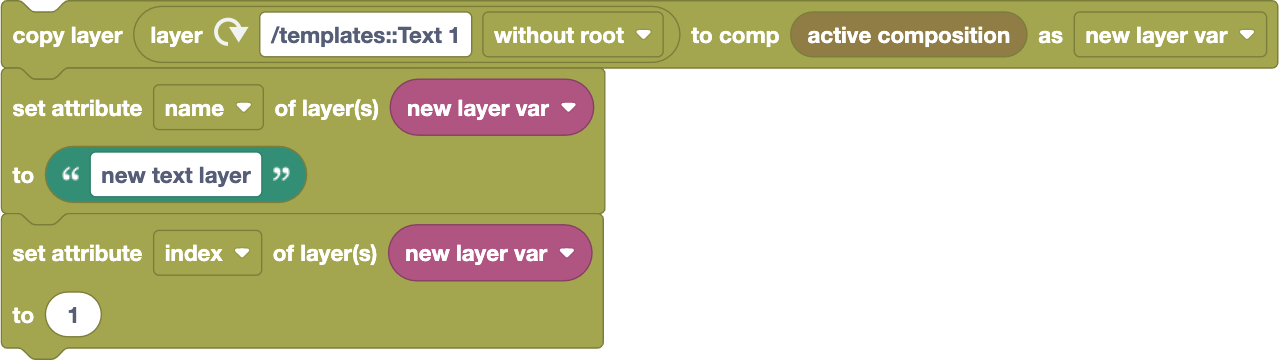 copy layer layer /templates::Text 1 without root to comp active composition as new layer var
set attribute name of layer(s) new layer var
to “ new text layer ”
set attribute index of layer(s) new layer var
to 1